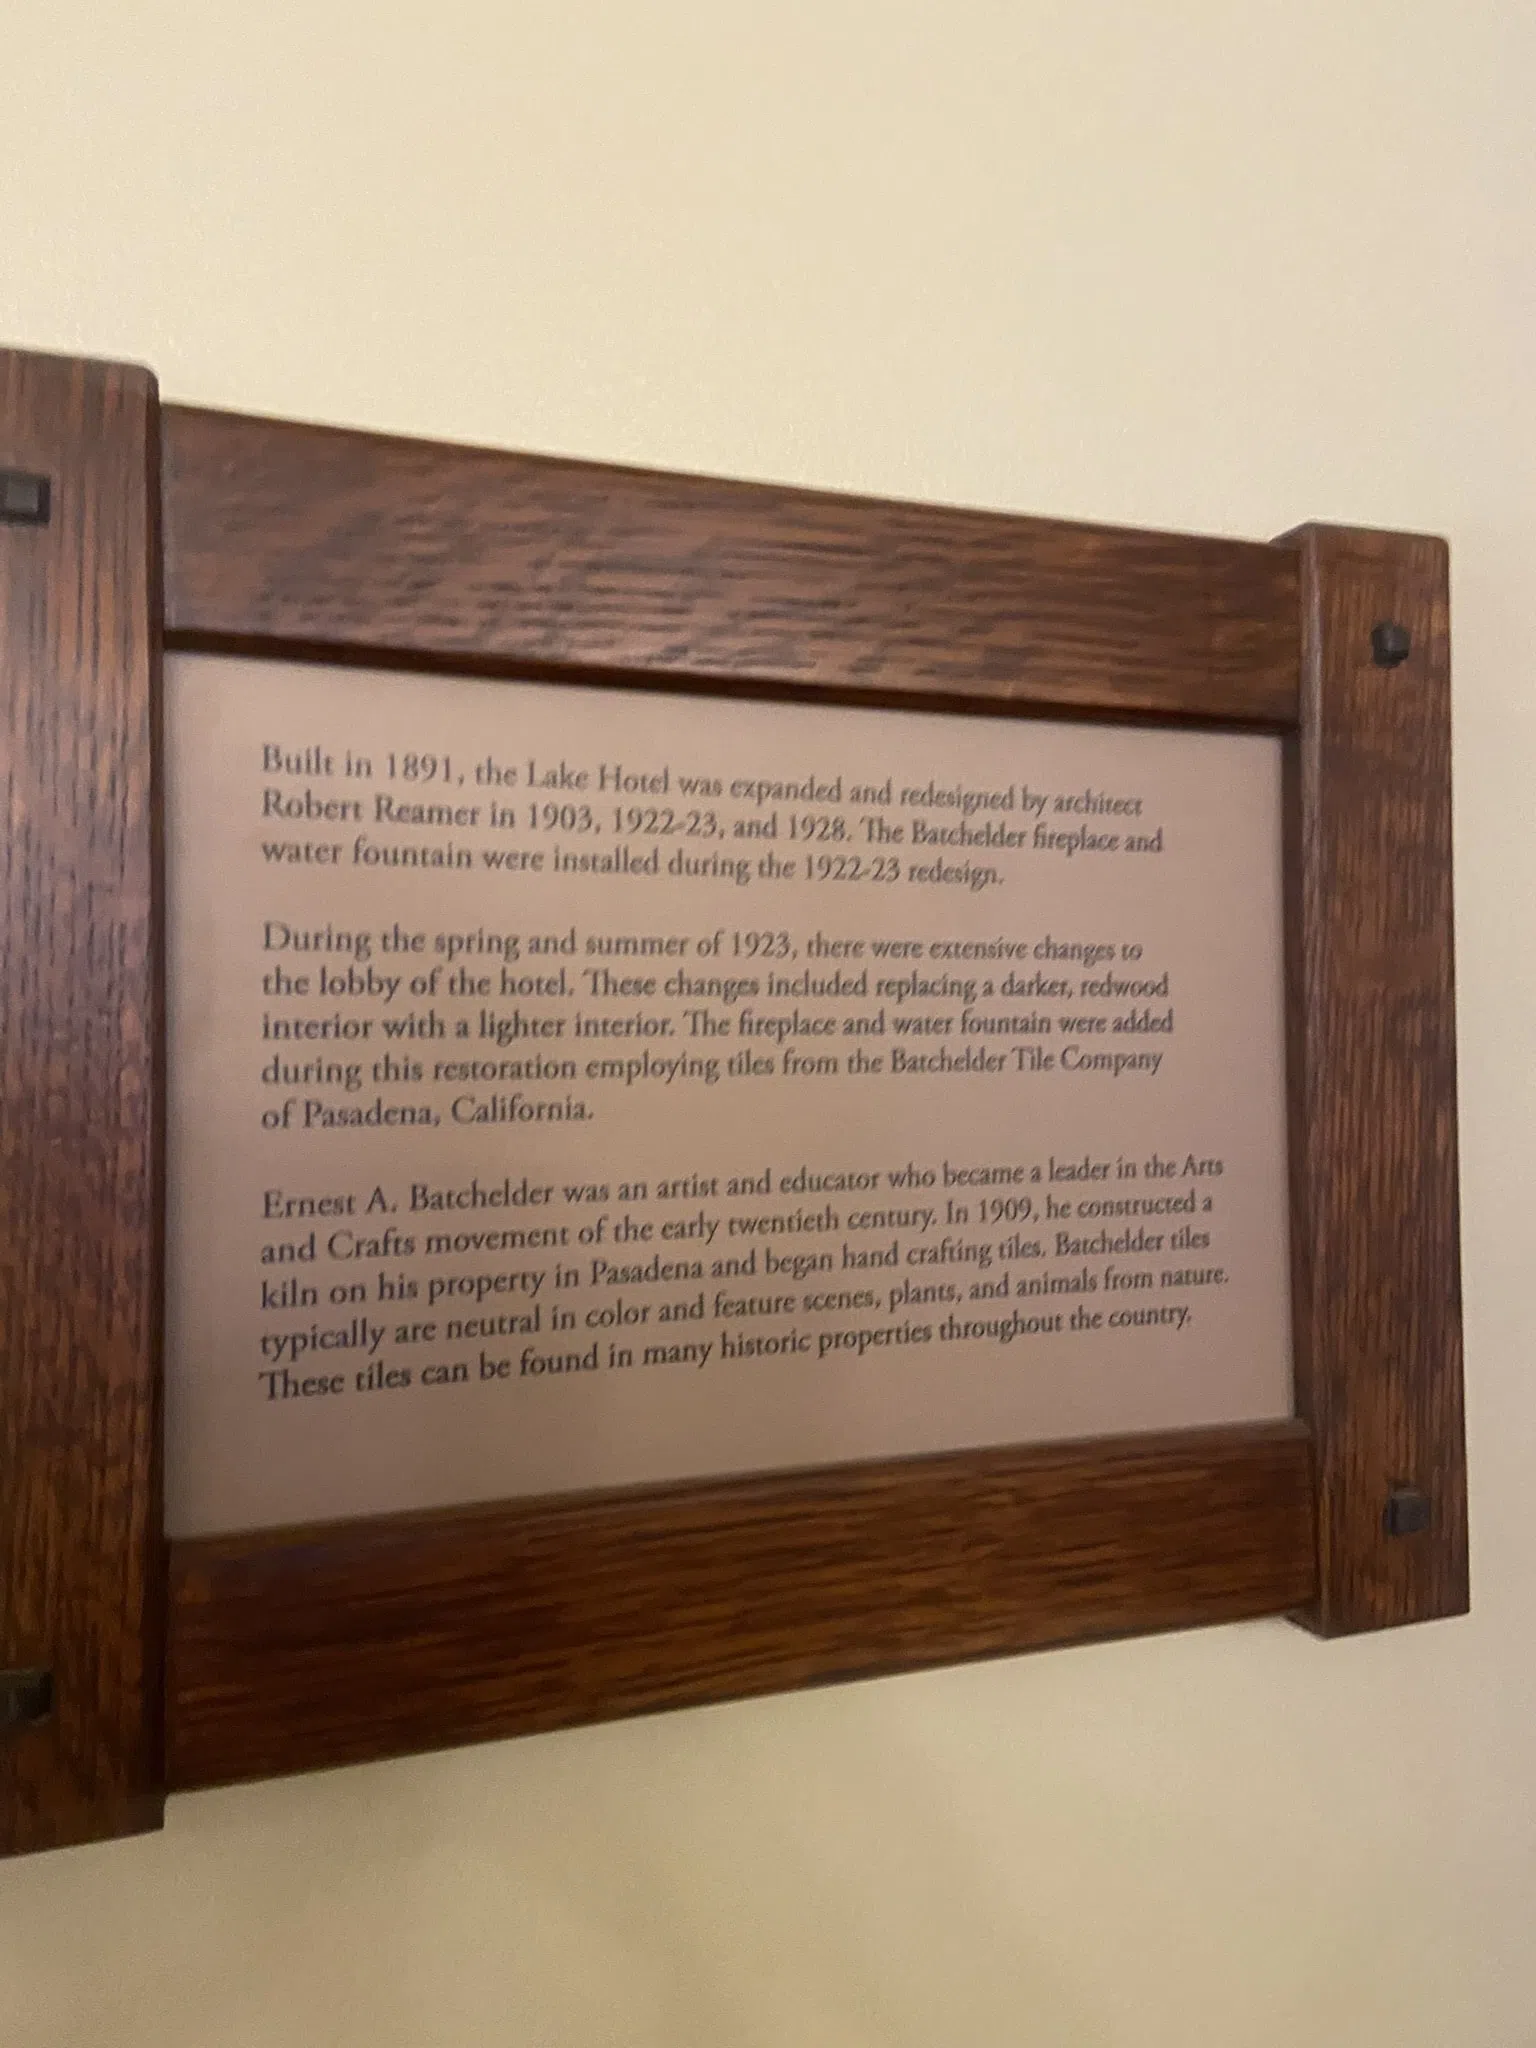 Built in 1891, the Lake Hotel was expanded and redesigned by architect
Robert Reamer in 1903, 1922-23, and 1928. The Batchelder fireplace and
water fountain were installed during the 1922-23 redesign.
During the spring and summer of 1923, there were extensive changes to
the lobby of the hotel. These changes included replacing a darker, redwood
interior with a lighter interior. The fireplace and water fountain were added
during this restoration employing tiles from the Batchelder Tile Company
of Pasadena, California.
Ernest A. Batchelder was an artist and educator who became a leader in the Arts
and Crafts movement of the early twentieth century. In 1909, he constructed a
kiln on his property in Pasadena and began hand crafting tiles. Batchelder tiles
typically are neutral in color and feature scenes, plants, and animals from nature.
These tiles can be found in many historic properties throughout the country.